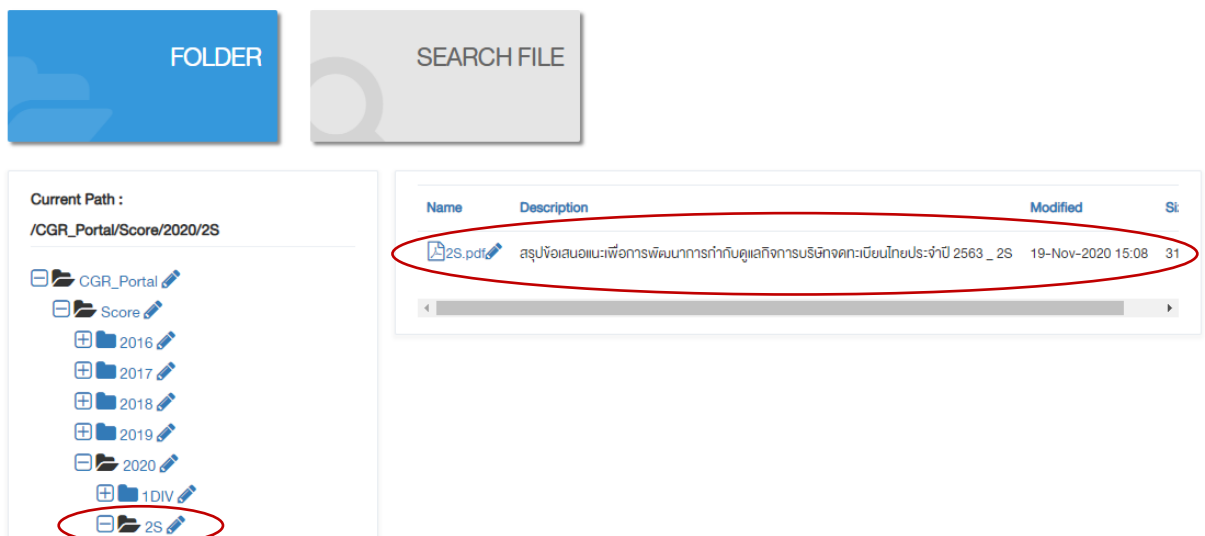 FOLDER
SEARCH FILE
Current Path :
/CGR_Portal/Score/2020/2S
CGR_Portal
Score
2016
2017
2018
2019
2020
1DIV
2S
Name Description Modified Si
2S.pdf สรุปข้อเสนอแนะเพื่อการพัฒนาการกำกับดูแลกิจการบริษัทจดทะเบียนไทยประจำปี 2563 _ 2S 19-Nov-2020 15:08 31